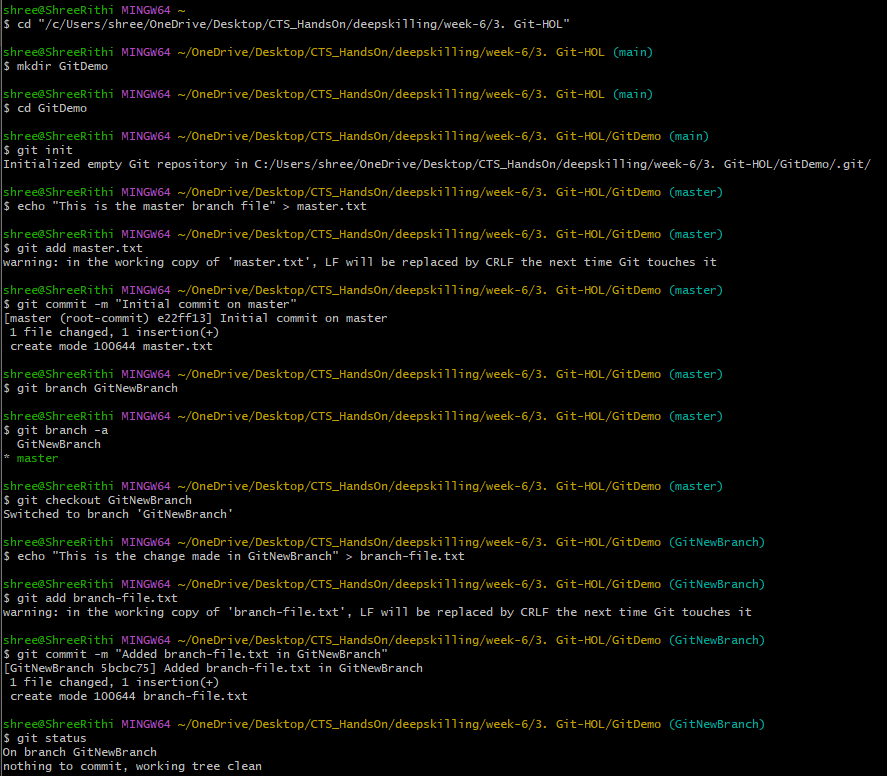 shree@ShreeRithi MINGW64 ~
$ cd "/c/Users/shree/OneDrive/Desktop/CTS_HandsOn/deepskilling/week-6/3. Git-HOL"
shree@ShreeRithi MINGW64 ~/OneDrive/Desktop/CTS_HandsOn/deepskilling/week-6/3. Git-HOL (main)
$ mkdir GitDemo
shree@ShreeRithi MINGW64 ~/OneDrive/Desktop/CTS_HandsOn/deepskilling/week-6/3. Git-HOL (main)
$ cd GitDemo
shree@ShreeRithi MINGW64 ~/OneDrive/Desktop/CTS_HandsOn/deepskilling/week-6/3. Git-HOL/GitDemo (main)
$ git init
Initialized empty Git repository in C:/Users/shree/OneDrive/Desktop/CTS_HandsOn/deepskilling/week-6/3. Git-HOL/GitDemo/.git/
shree@ShreeRithi MINGW64 ~/OneDrive/Desktop/CTS_HandsOn/deepskilling/week-6/3. Git-HOL/GitDemo (master)
$ echo "This is the master branch file" > master.txt
shree@ShreeRithi MINGW64 ~/OneDrive/Desktop/CTS_HandsOn/deepskilling/week-6/3. Git-HOL/GitDemo (master)
$ git add master.txt
warning: in the working copy of 'master.txt', LF will be replaced by CRLF the next time Git touches it
shree@ShreeRithi MINGW64 ~/OneDrive/Desktop/CTS_HandsOn/deepskilling/week-6/3. Git-HOL/GitDemo (master)
$ git commit -m "Initial commit on master"
[master (root-commit) e22ff13] Initial commit on master
 1 file changed, 1 insertion(+)
 create mode 100644 master.txt
shree@ShreeRithi MINGW64 ~/OneDrive/Desktop/CTS_HandsOn/deepskilling/week-6/3. Git-HOL/GitDemo (master)
$ git branch GitNewBranch
shree@ShreeRithi MINGW64 ~/OneDrive/Desktop/CTS_HandsOn/deepskilling/week-6/3. Git-HOL/GitDemo (master)
$ git branch -a
  GitNewBranch
* master
shree@ShreeRithi MINGW64 ~/OneDrive/Desktop/CTS_HandsOn/deepskilling/week-6/3. Git-HOL/GitDemo (master)
$ git checkout GitNewBranch
Switched to branch 'GitNewBranch'
shree@ShreeRithi MINGW64 ~/OneDrive/Desktop/CTS_HandsOn/deepskilling/week-6/3. Git-HOL/GitDemo (GitNewBranch)
$ echo "This is the change made in GitNewBranch" > branch-file.txt
shree@ShreeRithi MINGW64 ~/OneDrive/Desktop/CTS_HandsOn/deepskilling/week-6/3. Git-HOL/GitDemo (GitNewBranch)
$ git add branch-file.txt
warning: in the working copy of 'branch-file.txt', LF will be replaced by CRLF the next time Git touches it
shree@ShreeRithi MINGW64 ~/OneDrive/Desktop/CTS_HandsOn/deepskilling/week-6/3. Git-HOL/GitDemo (GitNewBranch)
$ git commit -m "Added branch-file.txt in GitNewBranch"
[GitNewBranch 5bcbc75] Added branch-file.txt in GitNewBranch
 1 file changed, 1 insertion(+)
 create mode 100644 branch-file.txt
shree@ShreeRithi MINGW64 ~/OneDrive/Desktop/CTS_HandsOn/deepskilling/week-6/3. Git-HOL/GitDemo (GitNewBranch)
$ git status
On branch GitNewBranch
nothing to commit, working tree clean